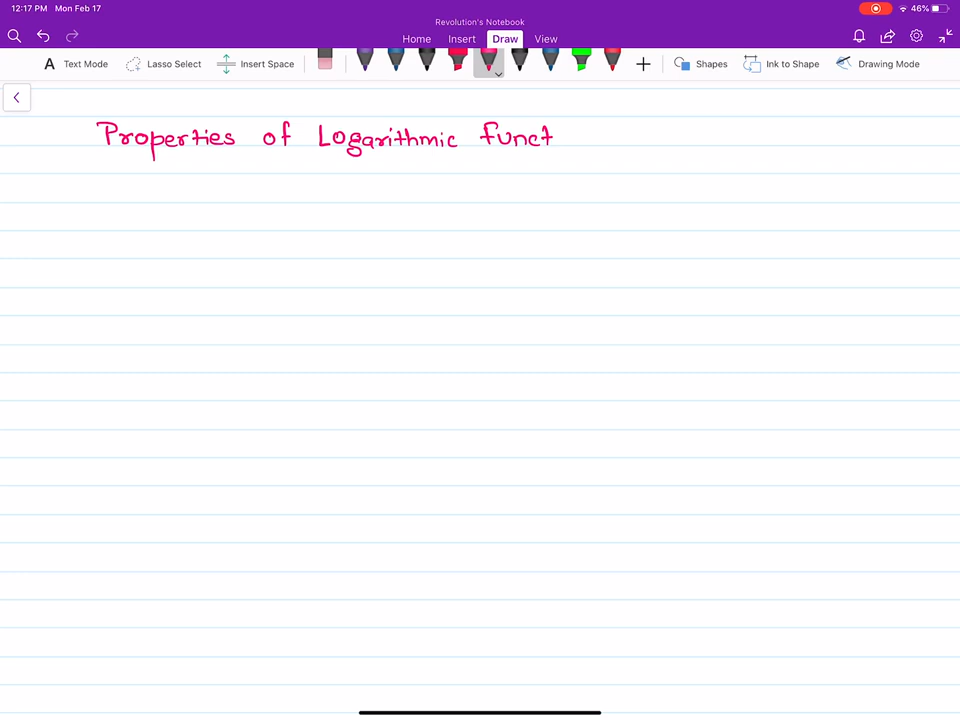 12:17 PM Mon Feb 17
46%
Revolution's Notebook
Home Insert Draw View
A Text Mode Lasso Select Insert Space Shapes Ink to Shape Drawing Mode
Properties of Logarithmic funct